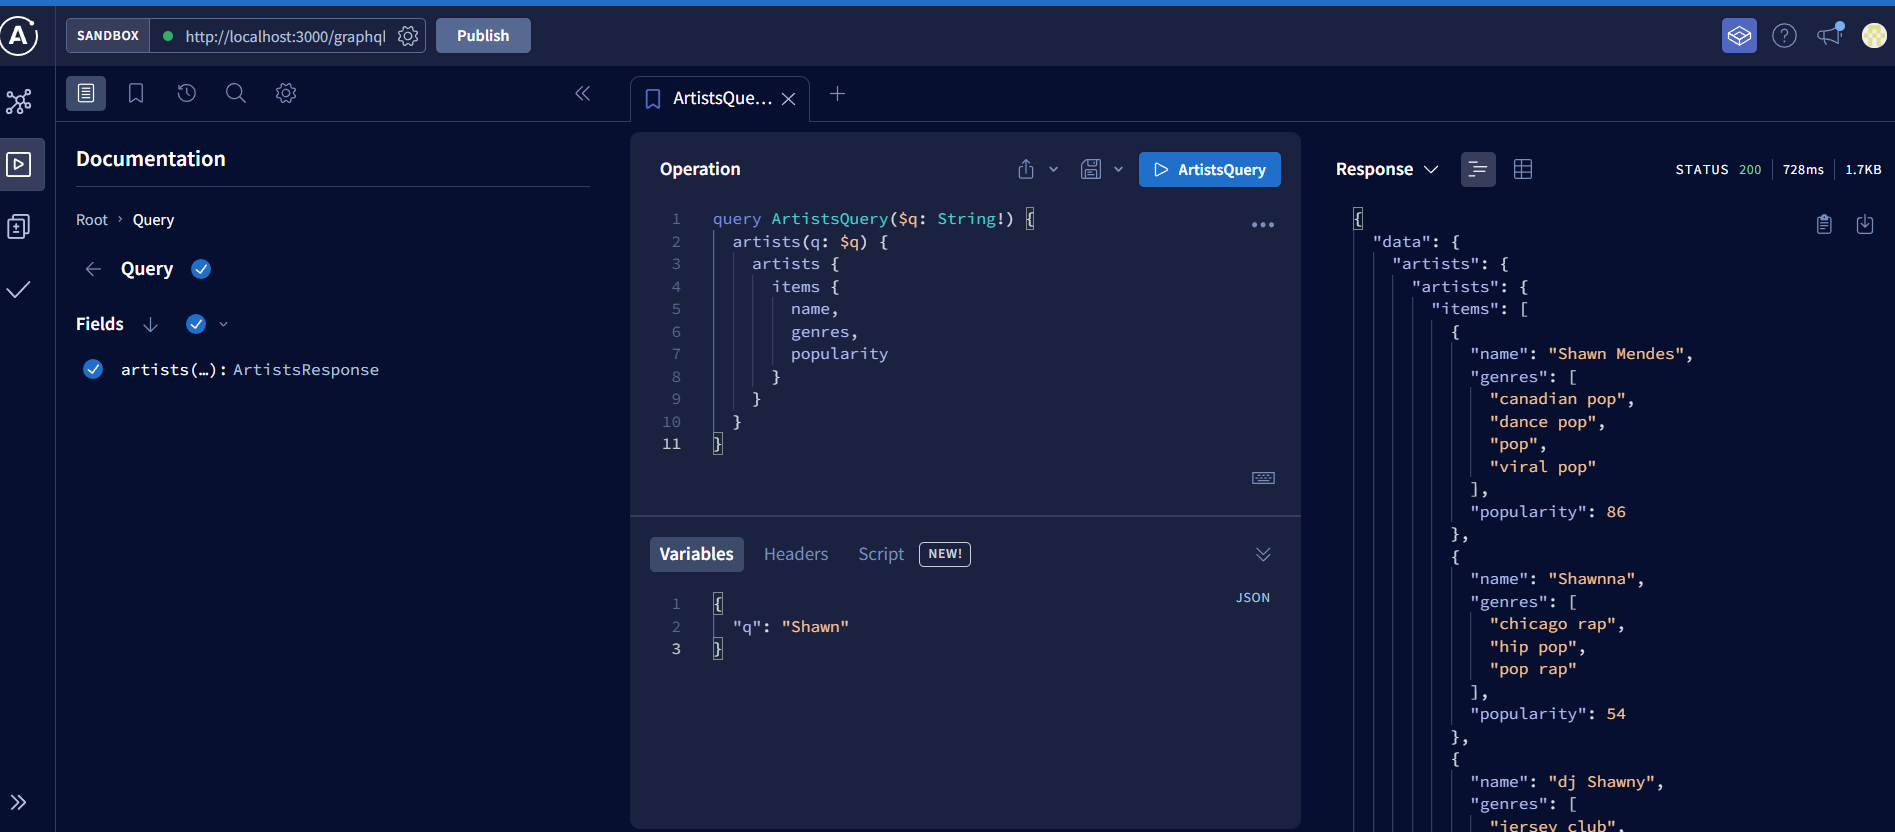 SANDBOX http://localhost:3000/graphql Publish
Documentation
Root › Query
Query
Fields
artists(…): ArtistsResponse
ArtistsQue…
Operation
ArtistsQuery
1 query ArtistsQuery($q: String!) {
2 artists(q: $q) {
3 artists {
4 items {
5 name,
6 genres,
7 popularity
8 }
9 }
10 }
11 }
Variables Headers Script NEW!
JSON
1 {
2 "q": "Shawn"
3 }
Response
STATUS 200 728ms 1.7KB
{
"data": {
"artists": {
"artists": {
"items": [
{
"name": "Shawn Mendes",
"genres": [
"canadian pop",
"dance pop",
"pop",
"viral pop"
],
"popularity": 86
},
{
"name": "Shawnna",
"genres": [
"chicago rap",
"hip pop",
"pop rap"
],
"popularity": 54
},
{
"name": "dj Shawny",
"genres": [
"jersey club",